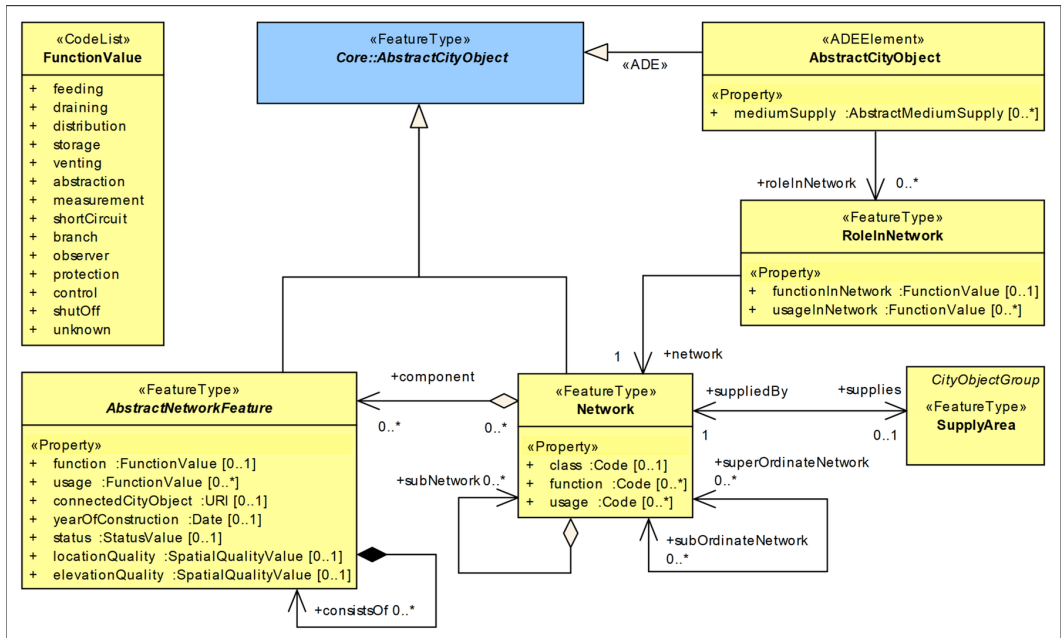 «CodeList»
FunctionValue
+ feeding
+ draining
+ distribution
+ storage
+ venting
+ abstraction
+ measurement
+ shortCircuit
+ branch
+ observer
+ protection
+ control
+ shutOff
+ unknown
«FeatureType»
Core::AbstractCityObject
«ADE»
«ADEElement»
AbstractCityObject
«Property»
+ mediumSupply :AbstractMediumSupply [0..*]
+roleInNetwork 0..*
«FeatureType»
RoleInNetwork
«Property»
+ functionInNetwork :FunctionValue [0..1]
+ usageInNetwork :FunctionValue [0..*]
1 +network
«FeatureType»
AbstractNetworkFeature
«Property»
+ function :FunctionValue [0..1]
+ usage :FunctionValue [0..*]
+ connectedCityObject :URI [0..1]
+ yearOfConstruction :Date [0..1]
+ status :StatusValue [0..1]
+ locationQuality :SpatialQualityValue [0..1]
+ elevationQuality :SpatialQualityValue [0..1]
+consistsOf 0..*
+component
0..* 0..*
«FeatureType»
Network
«Property»
+ class :Code [0..1]
+ function :Code [0..*]
+ usage :Code [0..*]
+subNetwork 0..*
+suppliedBy +supplies
1 0..1
CityObjectGroup
«FeatureType»
SupplyArea
+superOrdinateNetwork
0..*
+subOrdinateNetwork
0..*